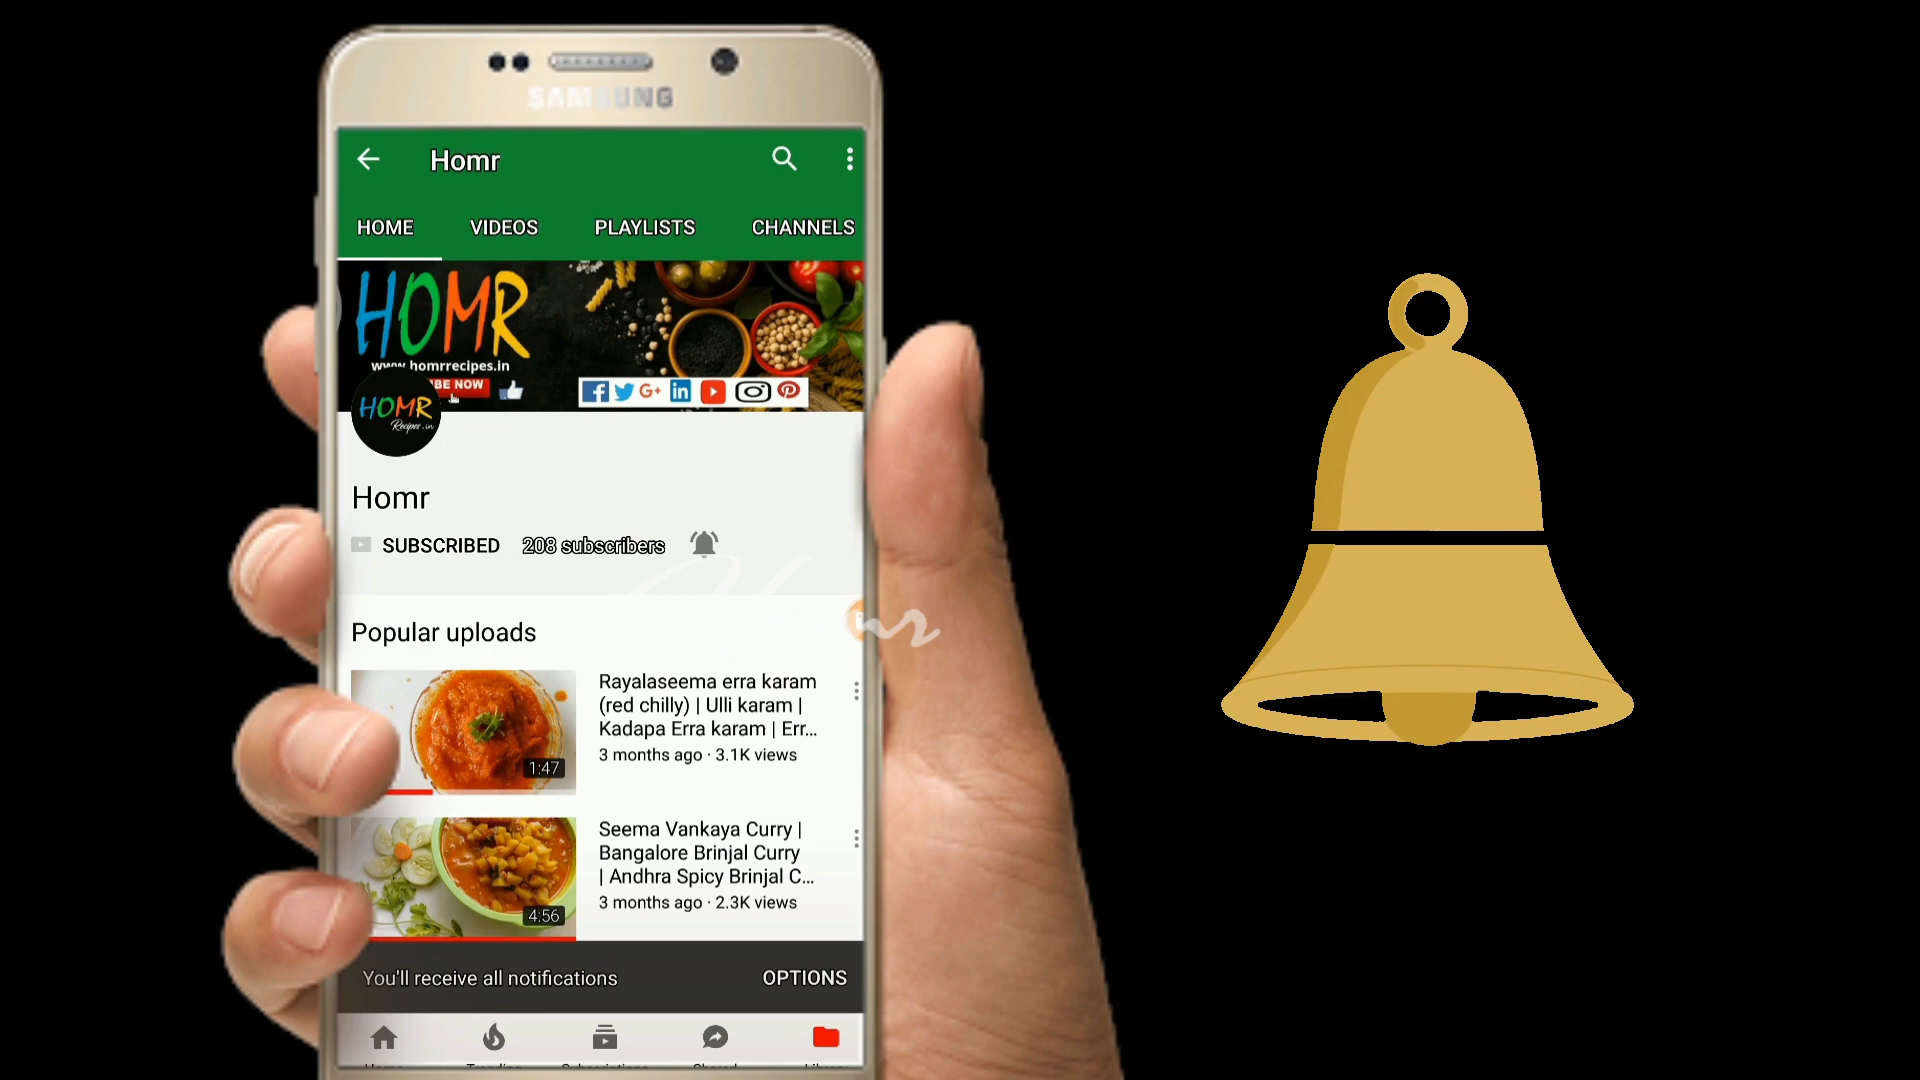 SAMSUNG
Homr
HOME VIDEOS PLAYLISTS CHANNELS
HOMR
www.homrrecipes.in
BE NOW
HOMR
Recipes.in
Homr
SUBSCRIBED 208 subscribers
Popular uploads
Rayalaseema erra karam
(red chilly) | Ulli karam |
Kadapa Erra karam | Err...
3 months ago · 3.1K views
1:47
Seema Vankaya Curry |
Bangalore Brinjal Curry
| Andhra Spicy Brinjal C...
3 months ago · 2.3K views
4:56
You'll receive all notifications OPTIONS